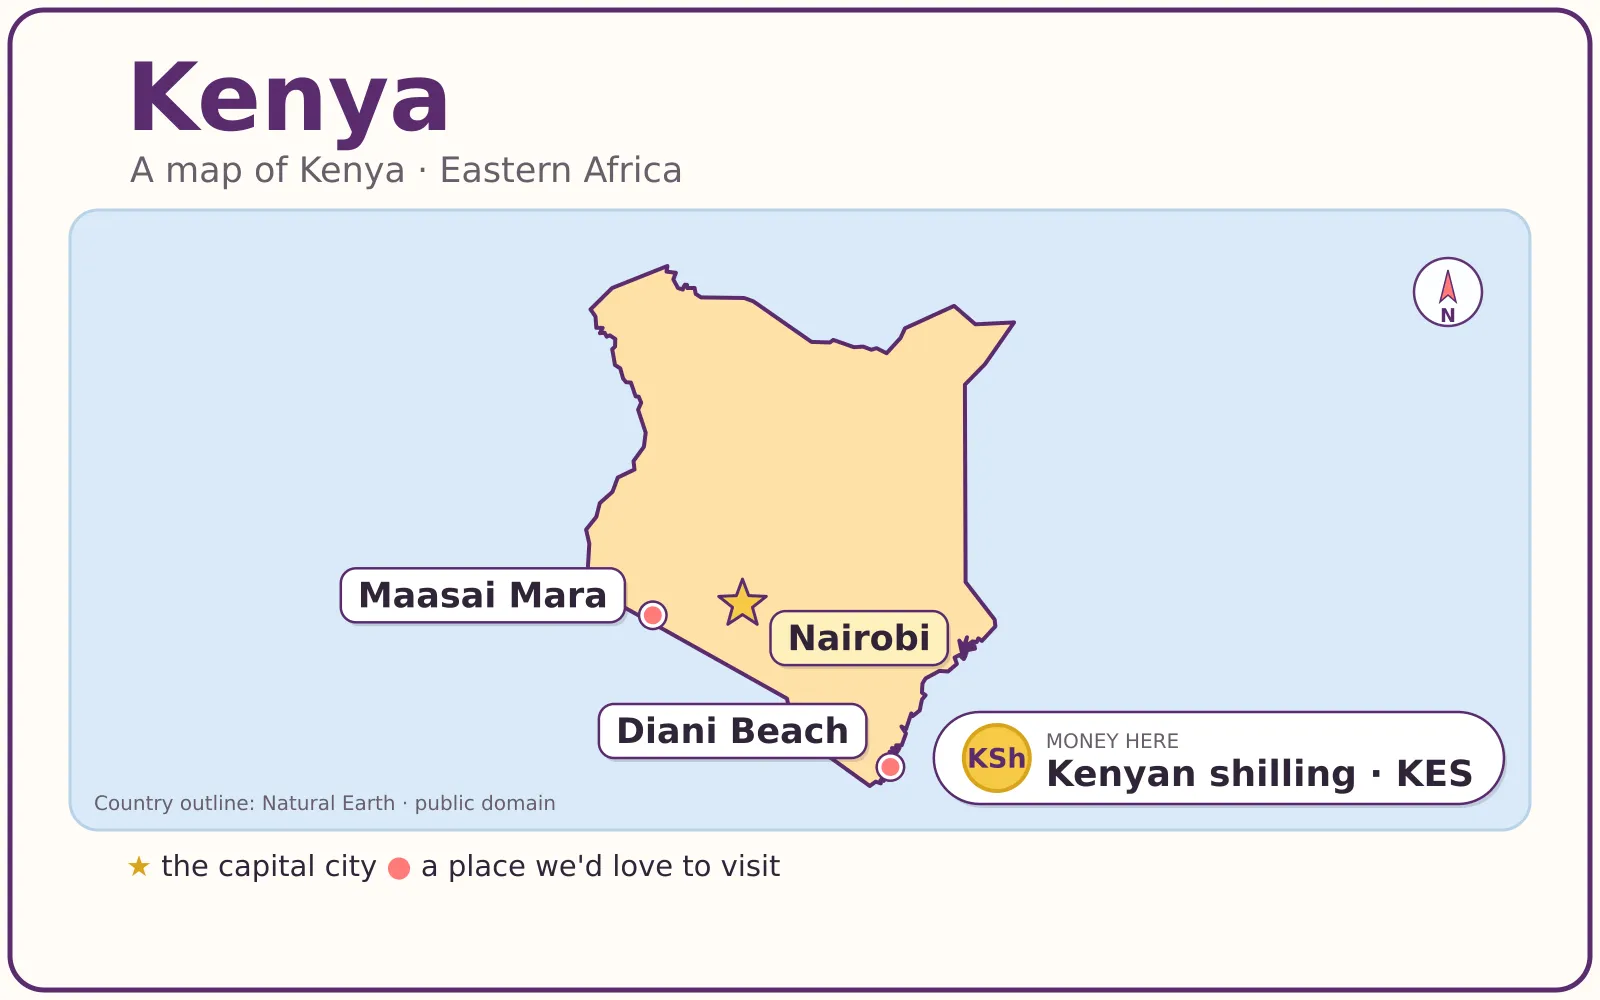 Kenya
A map of Kenya · Eastern Africa
N
Maasai Mara
Nairobi
Diani Beach
KSh
MONEY HERE
Kenyan shilling · KES
Country outline: Natural Earth · public domain
★ the capital city ● a place we'd love to visit